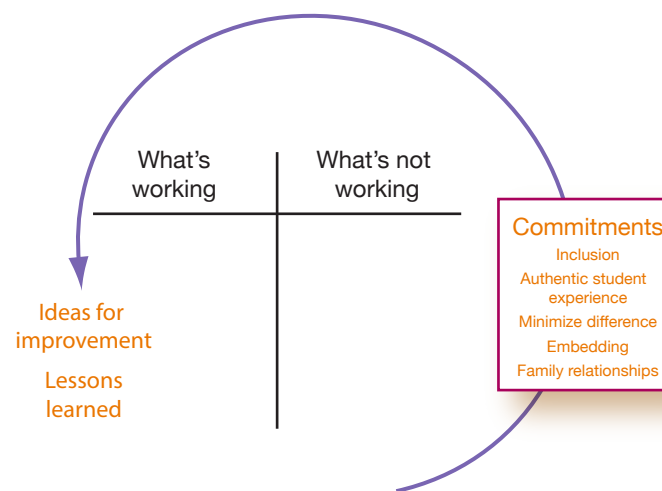 What's
working
What's not
working
Commitments
Inclusion
Authentic student
experience
Minimize difference
Embedding
Family relationships
Ideas for
improvement
Lessons
learned